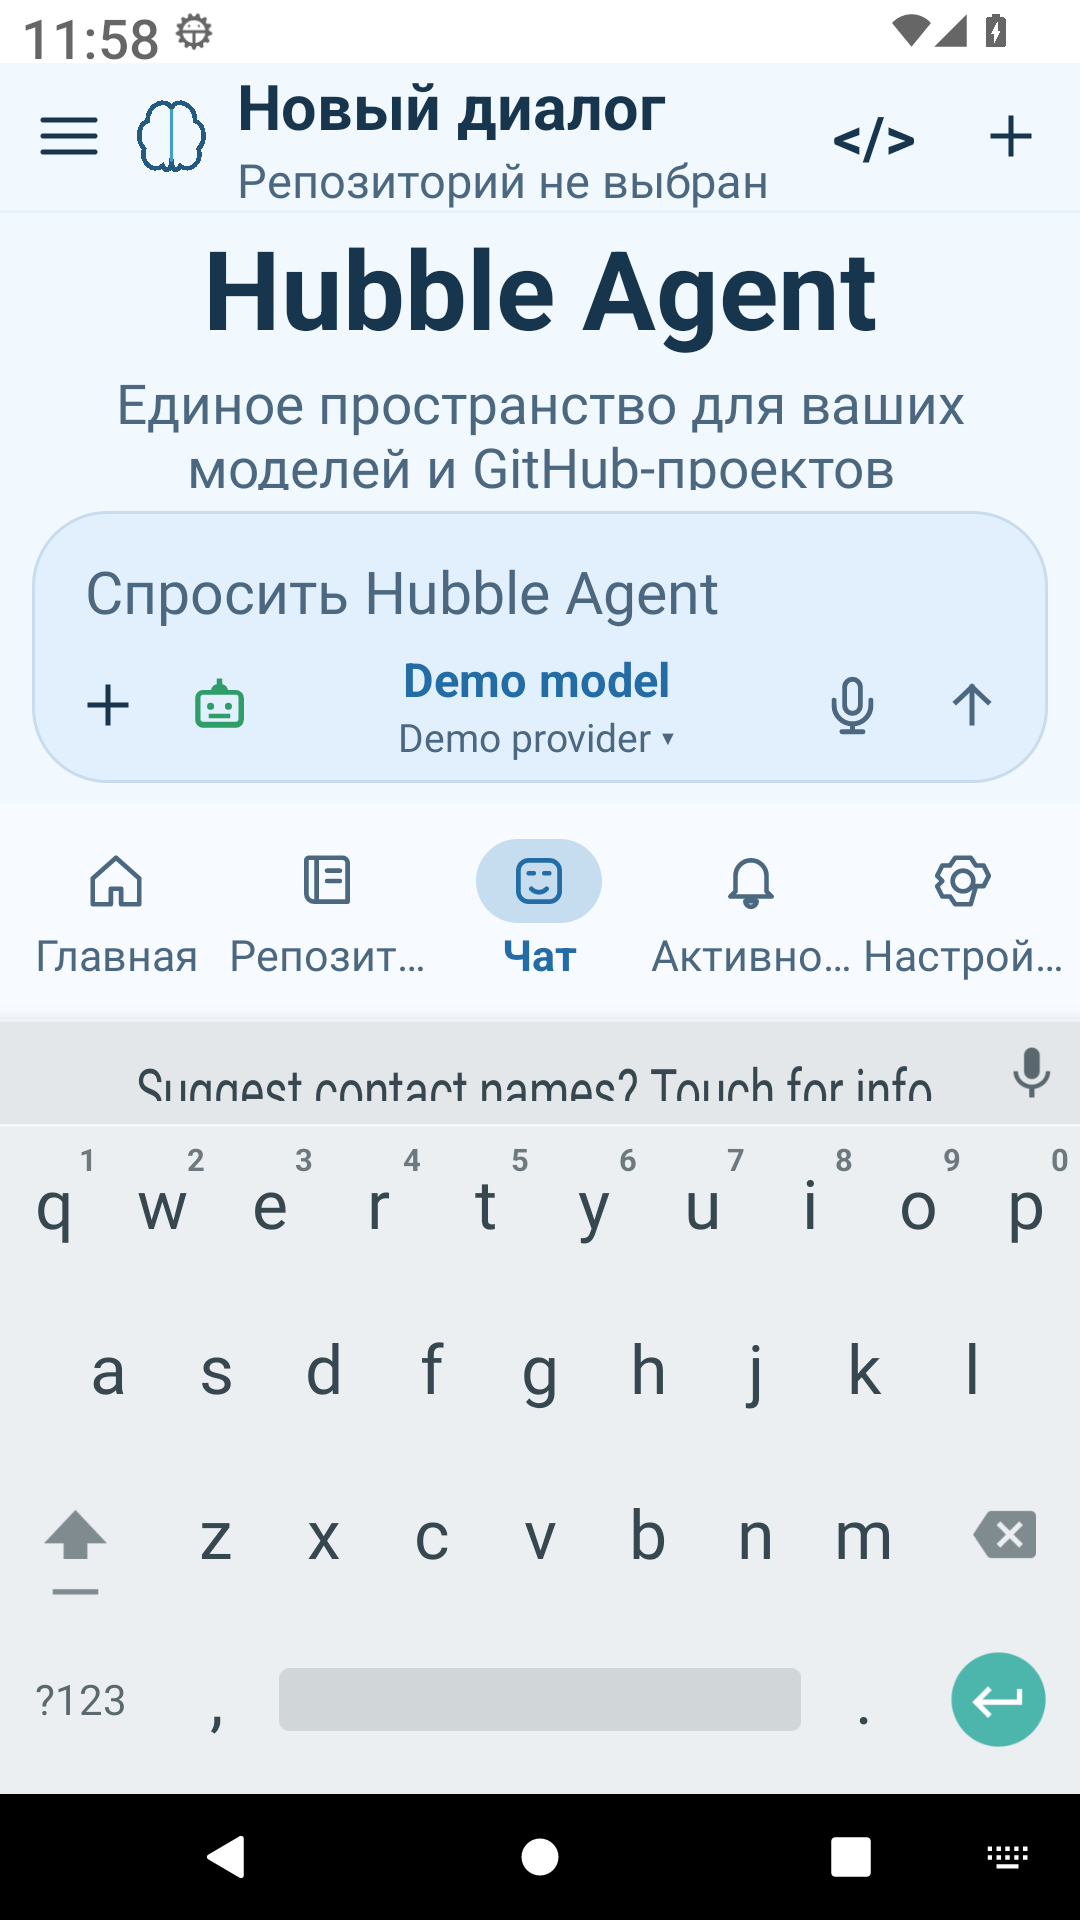 11:58
Новый диалог
Репозиторий не выбран
</>
Hubble Agent
Единое пространство для ваших
моделей и GitHub-проектов
Спросить Hubble Agent
Demo model
Demo provider ▾
Главная
Репозит...
Чат
Активно...
Настрой...
Suggest contact names? Touch for info
1 2 3 4 5 6 7 8 9 0
q w e r t y u i o p
a s d f g h j k l
z x c v b n m
?123 , .